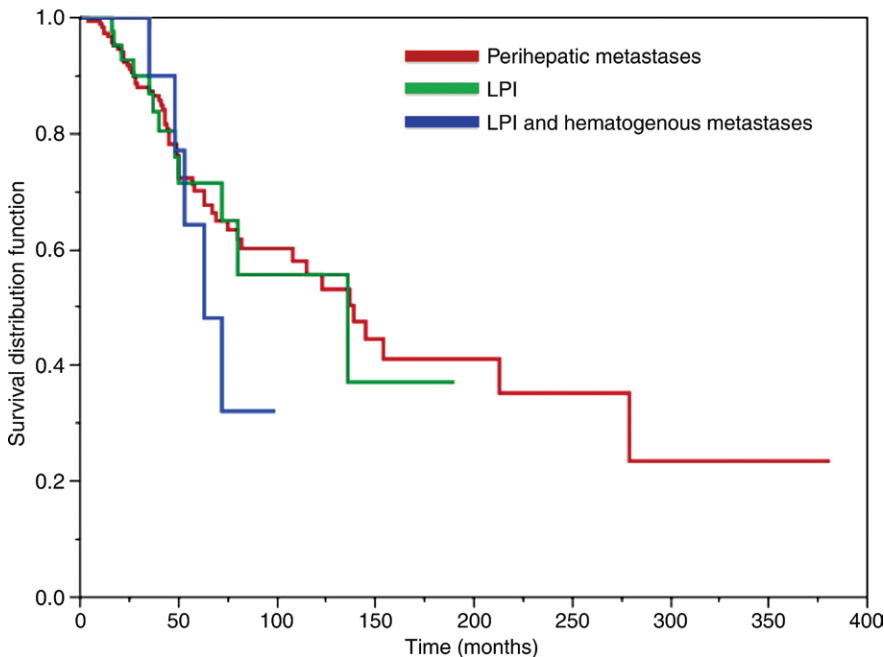 1.0
0.8
0.6
0.4
0.2
0.0
Survival distribution function
Perihepatic metastases
LPI
LPI and hematogenous metastases
0 50 100 150 200 250 300 350 400
Time (months)